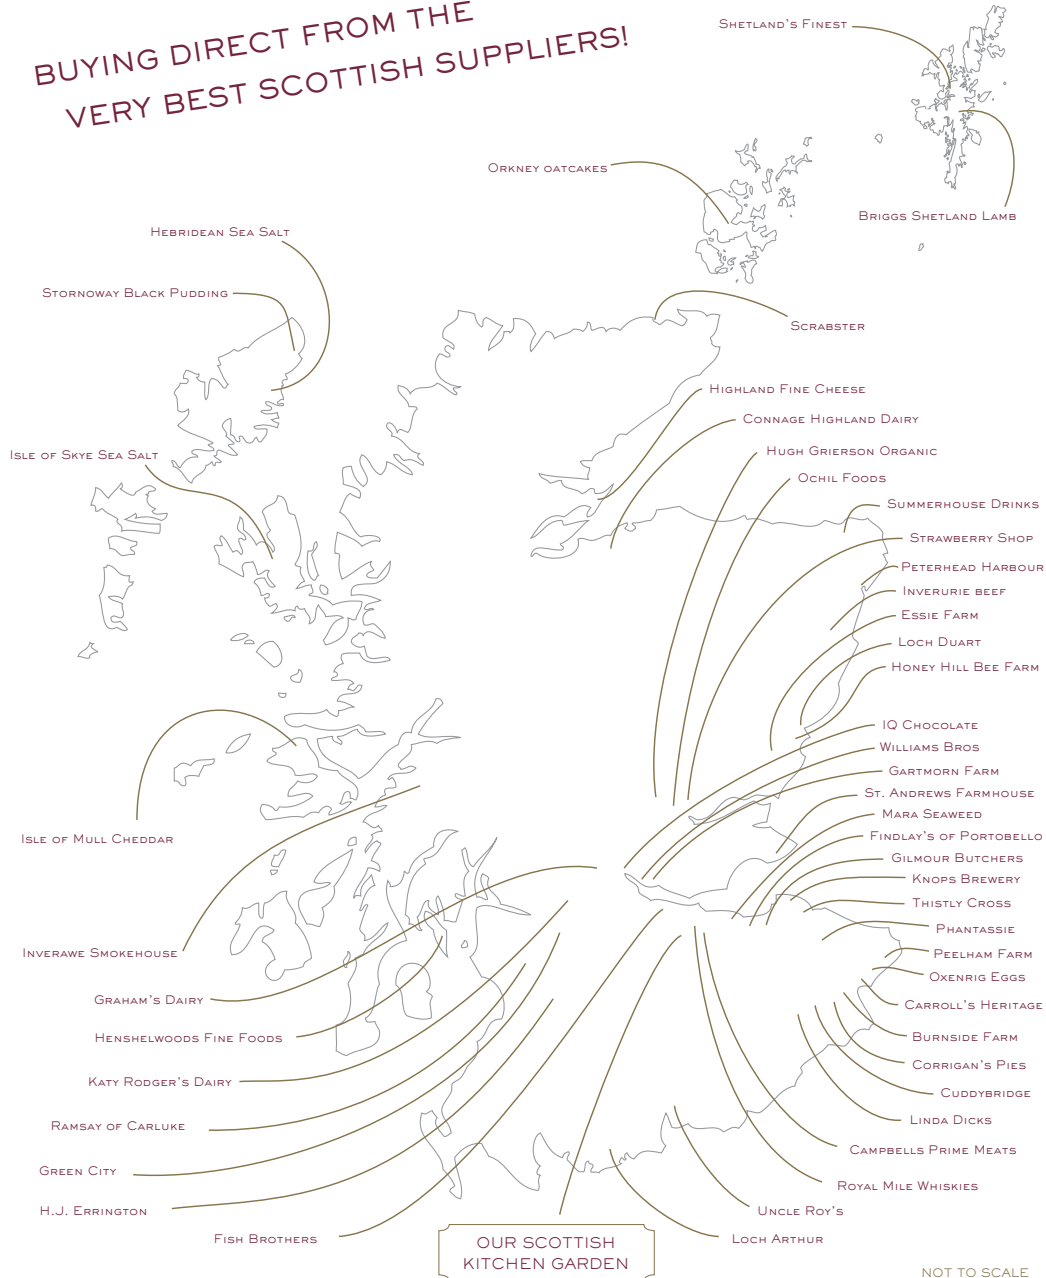 BUYING DIRECT FROM THE
VERY BEST SCOTTISH SUPPLIERS!
Shetland's Finest
Orkney oatcakes
Briggs Shetland Lamb
Hebridean Sea Salt
Stornoway Black Pudding
Scrabster
Highland Fine Cheese
Connage Highland Dairy
Hugh Grierson Organic
Isle of Skye Sea Salt
Ochil Foods
Summerhouse Drinks
Strawberry Shop
Peterhead Harbour
Inverurie beef
Essie Farm
Loch Duart
Honey Hill Bee Farm
IQ Chocolate
Williams Bros
Gartmorn Farm
St. Andrews Farmhouse
Mara Seaweed
Findlay's of Portobello
Isle of Mull Cheddar
Gilmour Butchers
Knops Brewery
Thistly Cross
Phantassie
Inverawe Smokehouse
Peelham Farm
Oxenrig Eggs
Graham's Dairy
Carroll's Heritage
Henshelwoods Fine Foods
Burnside Farm
Corrigan's Pies
Katy Rodger's Dairy
Cuddybridge
Linda Dicks
Ramsay of Carluke
Campbells Prime Meats
Green City
Royal Mile Whiskies
H.J. Errington
Uncle Roy's
Fish Brothers
Loch Arthur
OUR SCOTTISH
KITCHEN GARDEN
NOT TO SCALE